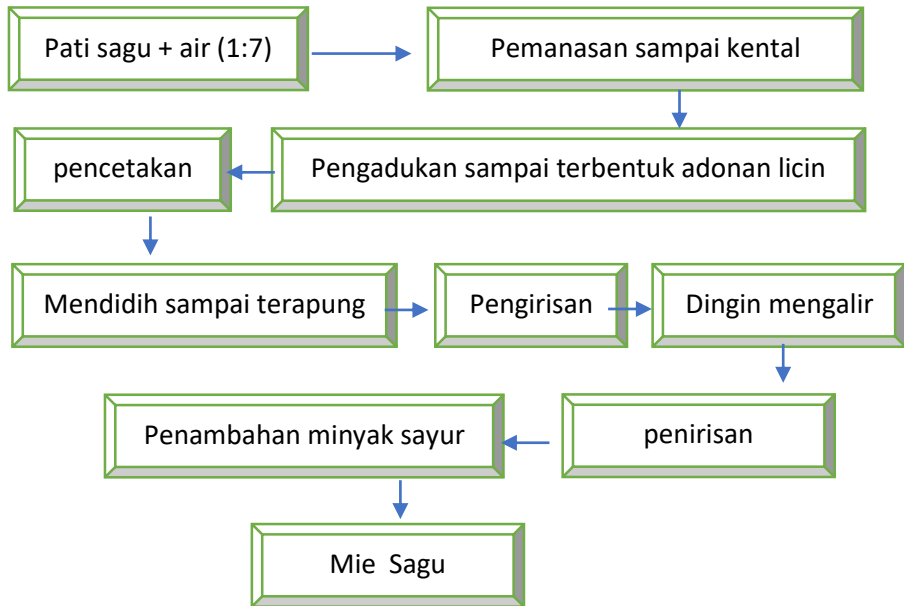 Pati sagu + air (1:7)
Pemanasan sampai kental
Pengadukan sampai terbentuk adonan licin
pencetakan
Mendidih sampai terapung
Pengirisan
Dingin mengalir
penirisan
Penambahan minyak sayur
Mie Sagu